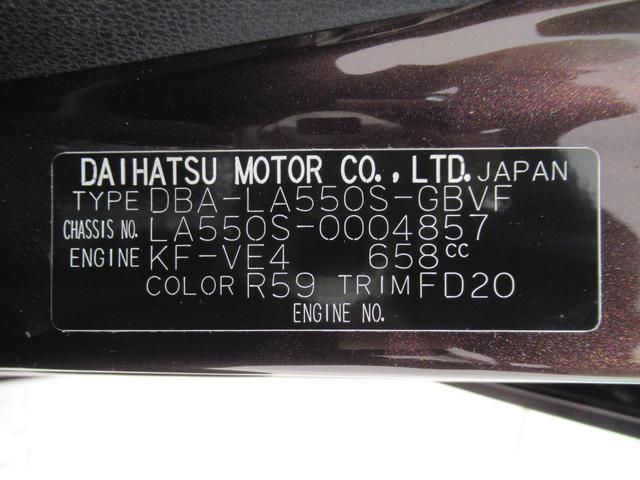 DAIHATSU MOTOR CO., LTD. JAPAN
TYPE DBA-LA550S-GBVF
CHASSIS NO. LA550S-0004857
ENGINE KF-VE4 658cc
COLOR R59 TRIM FD20
ENGINE NO.